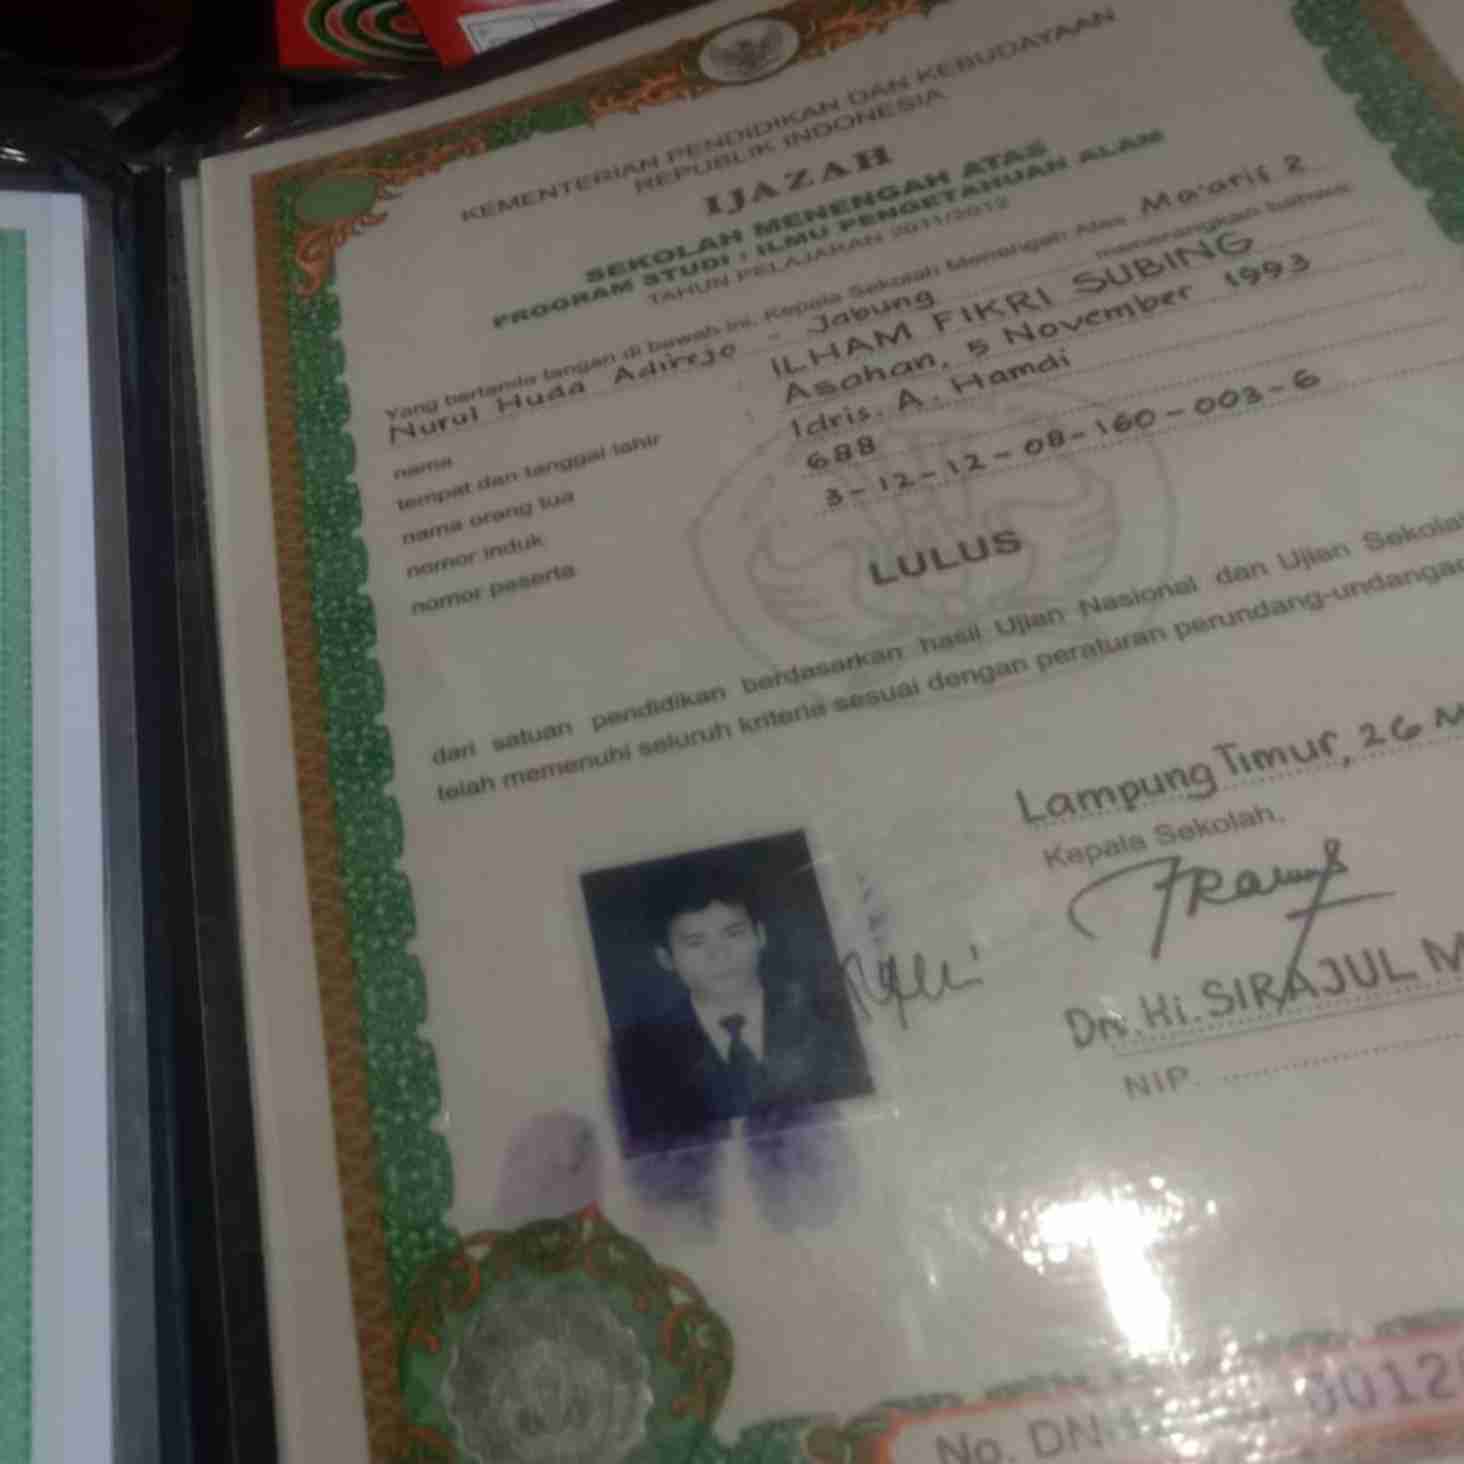 KEMENTERIAN PENDIDIKAN DAN KEBUDAYAAN
REPUBLIK INDONESIA
IJAZAH
SEKOLAH MENENGAH ATAS
PROGRAM STUDI : ILMU PENGETAHUAN ALAM
TAHUN PELAJARAN 2011/2012
Yang bertanda tangan di bawah ini, Kepala Sekolah Menengah Atas Ma'arif 2
Nurul Huda Adirejo - Jabung menerangkan bahwa:
nama : ILHAM FIKRI SUBING
tempat dan tanggal lahir Asahan, 5 November 1993
nama orang tua Idris. A. Hamdi
nomor induk 688
nomor peserta 3-12-12-08-160-003-6
LULUS
dari satuan pendidikan berdasarkan hasil Ujian Nasional dan Ujian Sekolah
telah memenuhi seluruh kriteria sesuai dengan peraturan perundang-undangan
Lampung Timur, 26 M
Kepala Sekolah,
Drs. Hi. SIRAJUL M
NIP.
No. DN 0012